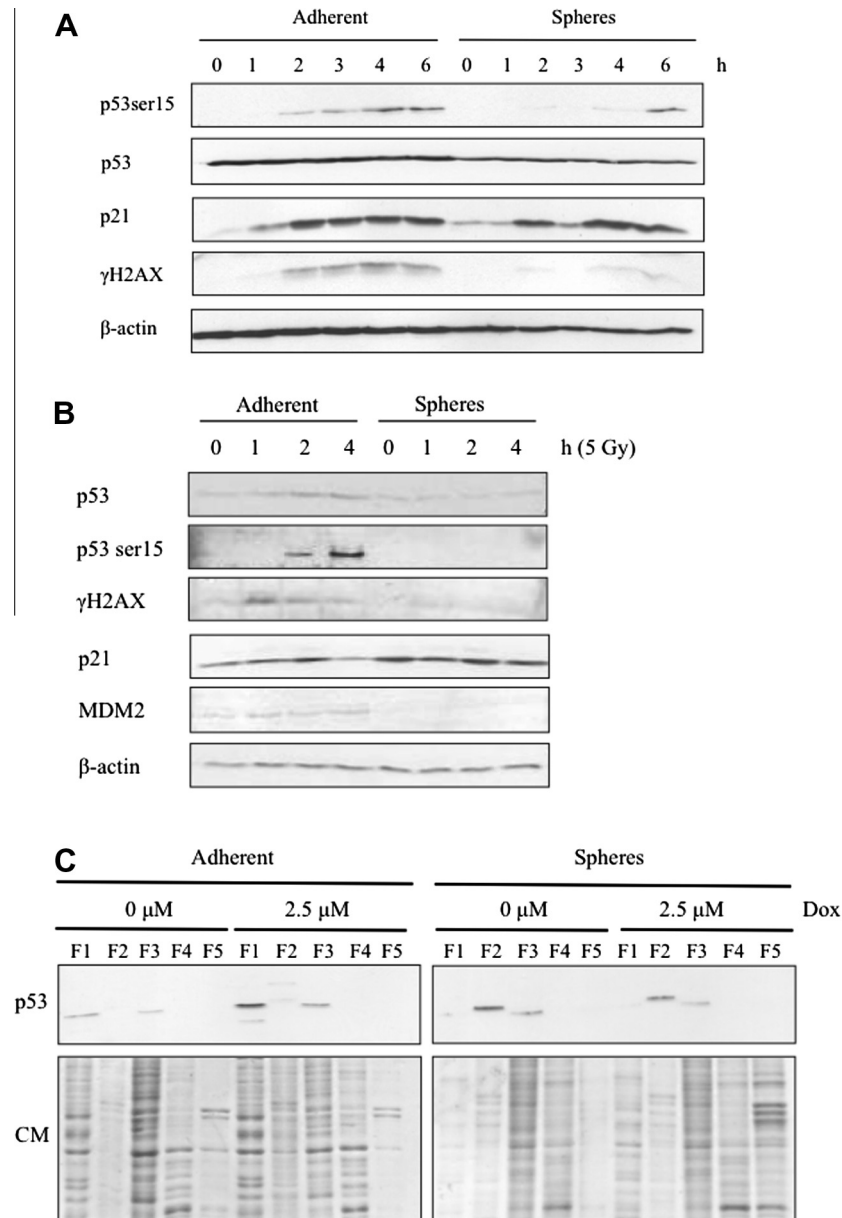 A
Adherent Spheres
0 1 2 3 4 6 0 1 2 3 4 6 h
p53ser15
p53
p21
γH2AX
β-actin
B
Adherent Spheres
0 1 2 4 0 1 2 4 h (5 Gy)
p53
p53 ser15
γH2AX
p21
MDM2
β-actin
C
Adherent Spheres
0 μM 2.5 μM 0 μM 2.5 μM Dox
F1 F2 F3 F4 F5 F1 F2 F3 F4 F5 F1 F2 F3 F4 F5 F1 F2 F3 F4 F5
p53
CM